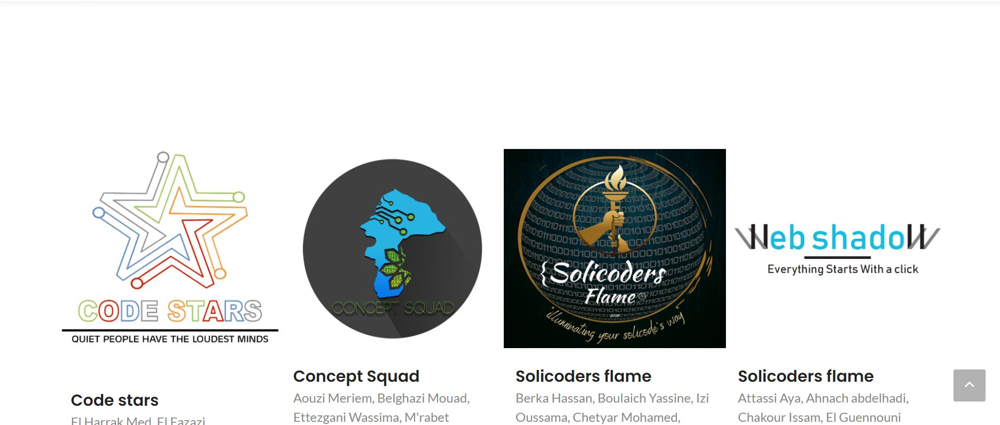 CODE STARS
QUIET PEOPLE HAVE THE LOUDEST MINDS
CONCEPT SQUAD
{Solicoders
Flame
illuminating your solicode's way
Web shadow
Everything Starts With a click
Code stars
El Harrak Med, El Fazazi
Concept Squad
Aouzi Meriem, Belghazi Mouad,
Ettezgani Wassima, M'rabet
Solicoders flame
Berka Hassan, Boulaich Yassine, Izi
Oussama, Chetyar Mohamed,
Solicoders flame
Attassi Aya, Ahnach abdelhadi,
Chakour Issam, El Guennouni